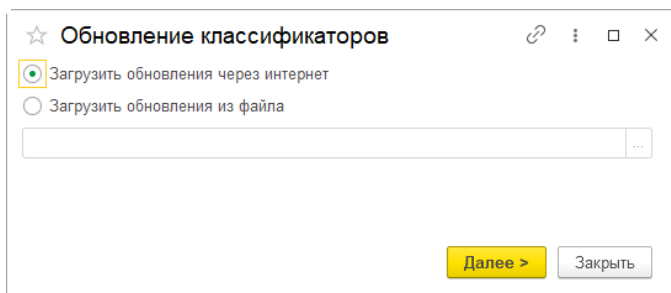 Обновление классификаторов
Загрузить обновления через интернет
Загрузить обновления из файла
...
Далее >
Закрыть